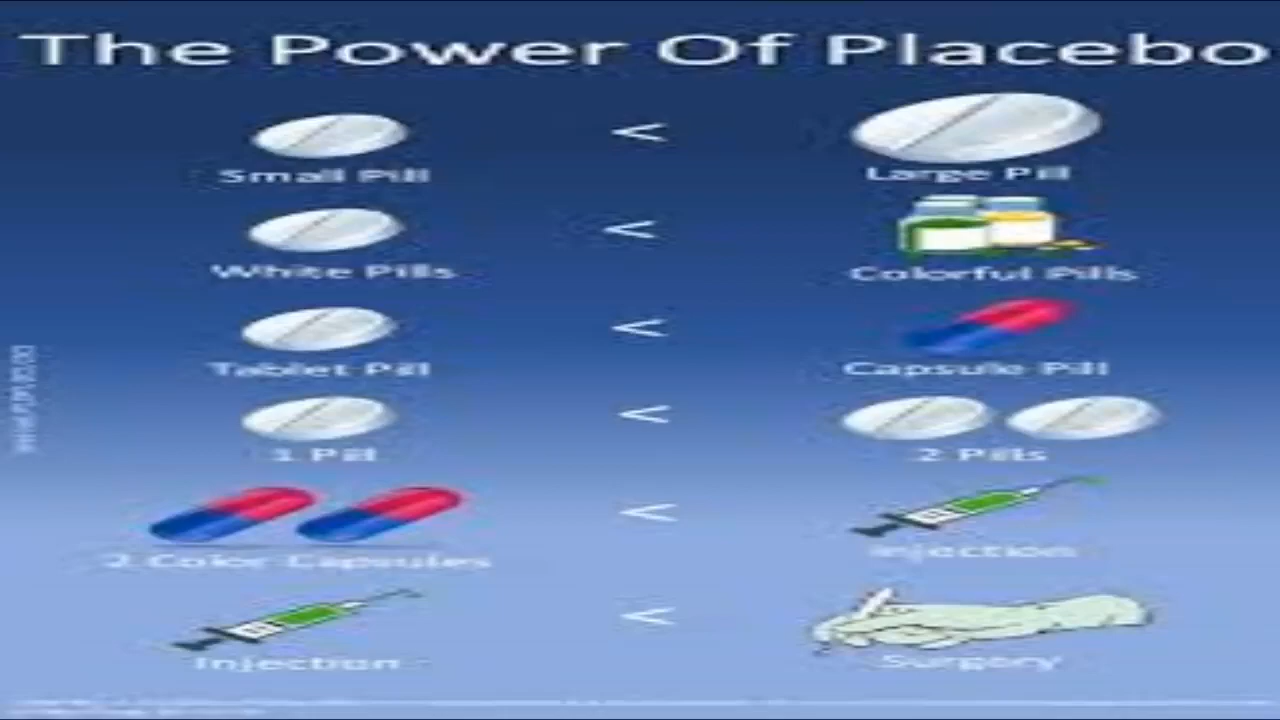 The Power Of Placebo
<
Small Pill Large Pill
<
White Pills Colorful Pills
<
Tablet Pill Capsule Pill
<
1 Pill 2 Pills
<
2 Color Capsules Injection
<
Injection Surgery